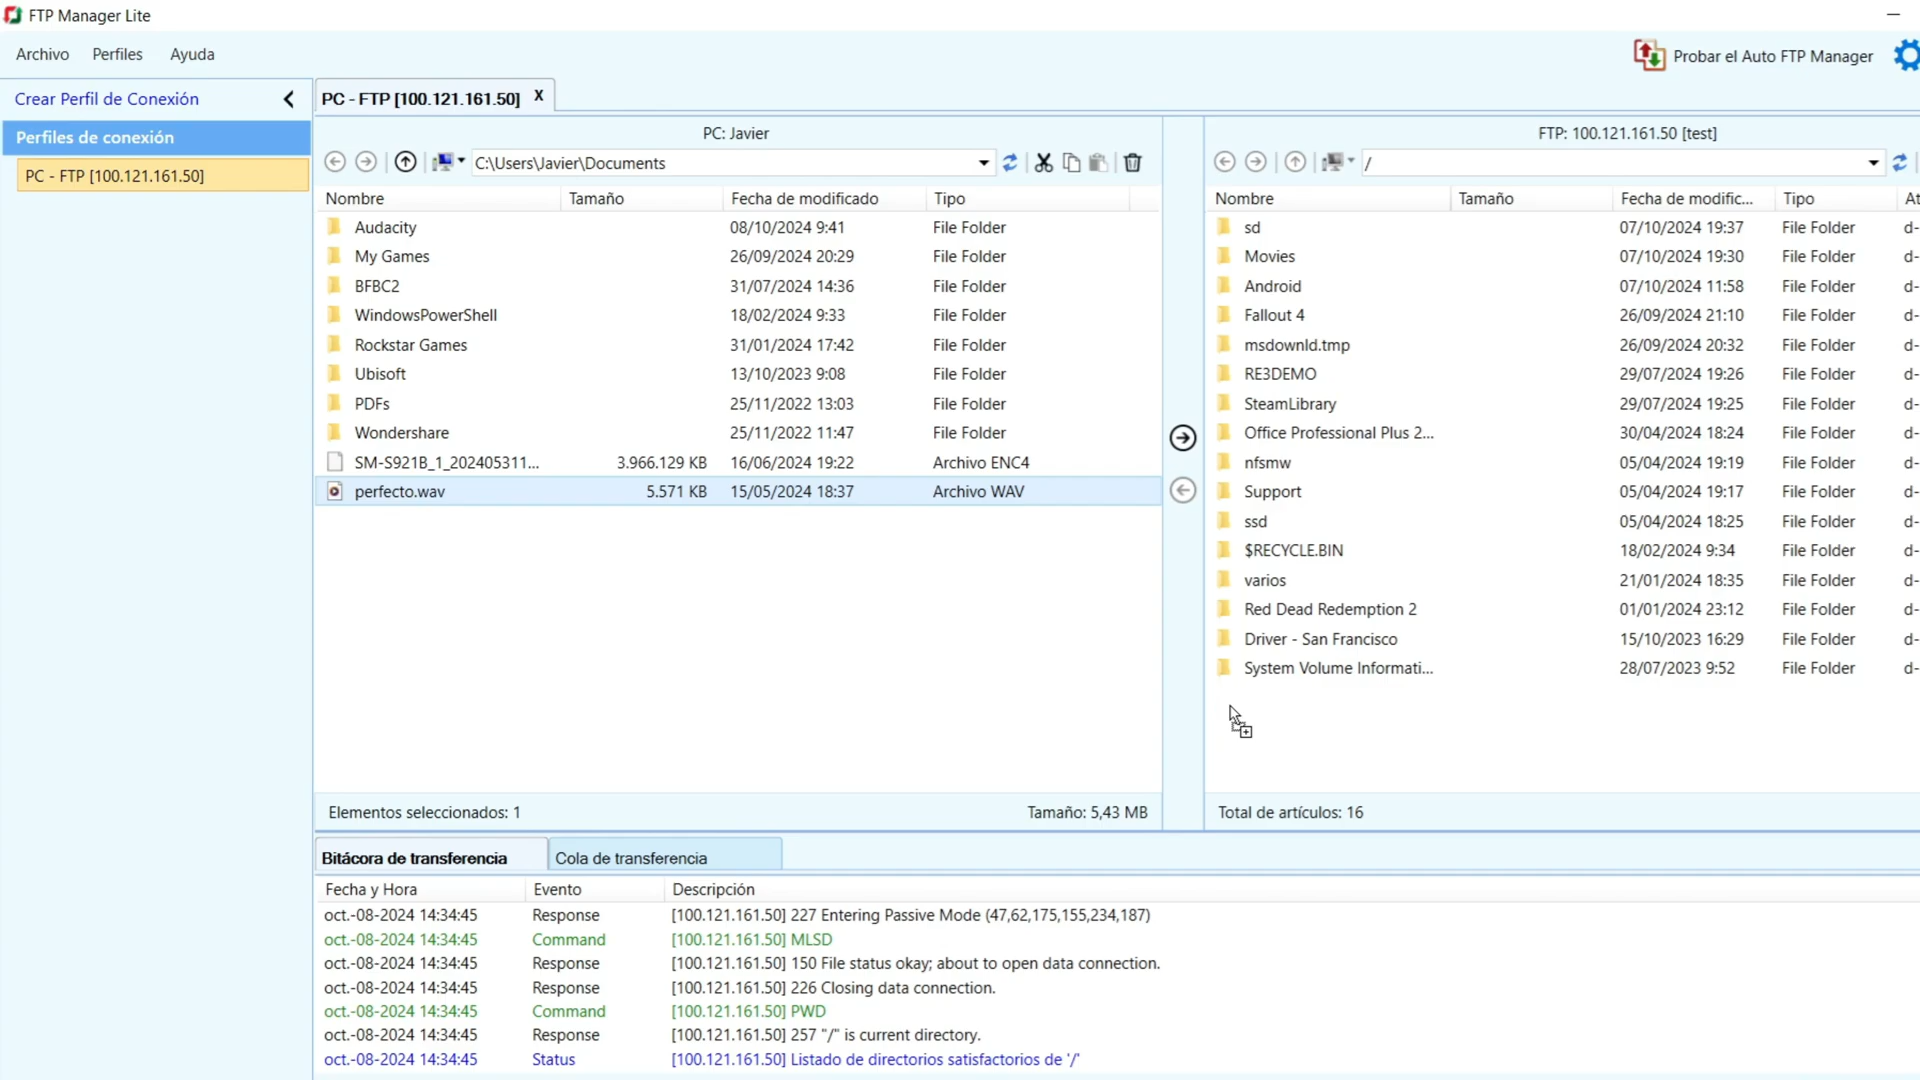 FTP Manager Lite
Archivo Perfiles Ayuda
Probar el Auto FTP Manager
Crear Perfil de Conexión
Perfiles de conexión
PC - FTP [100.121.161.50]
PC - FTP [100.121.161.50] X
PC: Javier
C:\Users\Javier\Documents
Nombre Tamaño Fecha de modificado Tipo
Audacity 08/10/2024 9:41 File Folder
My Games 26/09/2024 20:29 File Folder
BFBC2 31/07/2024 14:36 File Folder
WindowsPowerShell 18/02/2024 9:33 File Folder
Rockstar Games 31/01/2024 17:42 File Folder
Ubisoft 13/10/2023 9:08 File Folder
PDFs 25/11/2022 13:03 File Folder
Wondershare 25/11/2022 11:47 File Folder
SM-S921B_1_202405311... 3.966.129 KB 16/06/2024 19:22 Archivo ENC4
perfecto.wav 5.571 KB 15/05/2024 18:37 Archivo WAV
Elementos seleccionados: 1 Tamaño: 5,43 MB
FTP: 100.121.161.50 [test]
/
Nombre Tamaño Fecha de modific... Tipo At
sd 07/10/2024 19:37 File Folder d-
Movies 07/10/2024 19:30 File Folder d-
Android 07/10/2024 11:58 File Folder d-
Fallout 4 26/09/2024 21:10 File Folder d-
msdownld.tmp 26/09/2024 20:32 File Folder d-
RE3DEMO 29/07/2024 19:26 File Folder d-
SteamLibrary 29/07/2024 19:25 File Folder d-
Office Professional Plus 2... 30/04/2024 18:24 File Folder d-
nfsmw 05/04/2024 19:19 File Folder d-
Support 05/04/2024 19:17 File Folder d-
ssd 05/04/2024 18:25 File Folder d-
$RECYCLE.BIN 18/02/2024 9:34 File Folder d-
varios 21/01/2024 18:35 File Folder d-
Red Dead Redemption 2 01/01/2024 23:12 File Folder d-
Driver - San Francisco 15/10/2023 16:29 File Folder d-
System Volume Informati... 28/07/2023 9:52 File Folder d-
Total de artículos: 16
Bitácora de transferencia Cola de transferencia
Fecha y Hora Evento Descripción
oct.-08-2024 14:34:45 Response [100.121.161.50] 227 Entering Passive Mode (47,62,175,155,234,187)
oct.-08-2024 14:34:45 Command [100.121.161.50] MLSD
oct.-08-2024 14:34:45 Response [100.121.161.50] 150 File status okay; about to open data connection.
oct.-08-2024 14:34:45 Response [100.121.161.50] 226 Closing data connection.
oct.-08-2024 14:34:45 Command [100.121.161.50] PWD
oct.-08-2024 14:34:45 Response [100.121.161.50] 257 "/" is current directory.
oct.-08-2024 14:34:45 Status [100.121.161.50] Listado de directorios satisfactorios de '/'